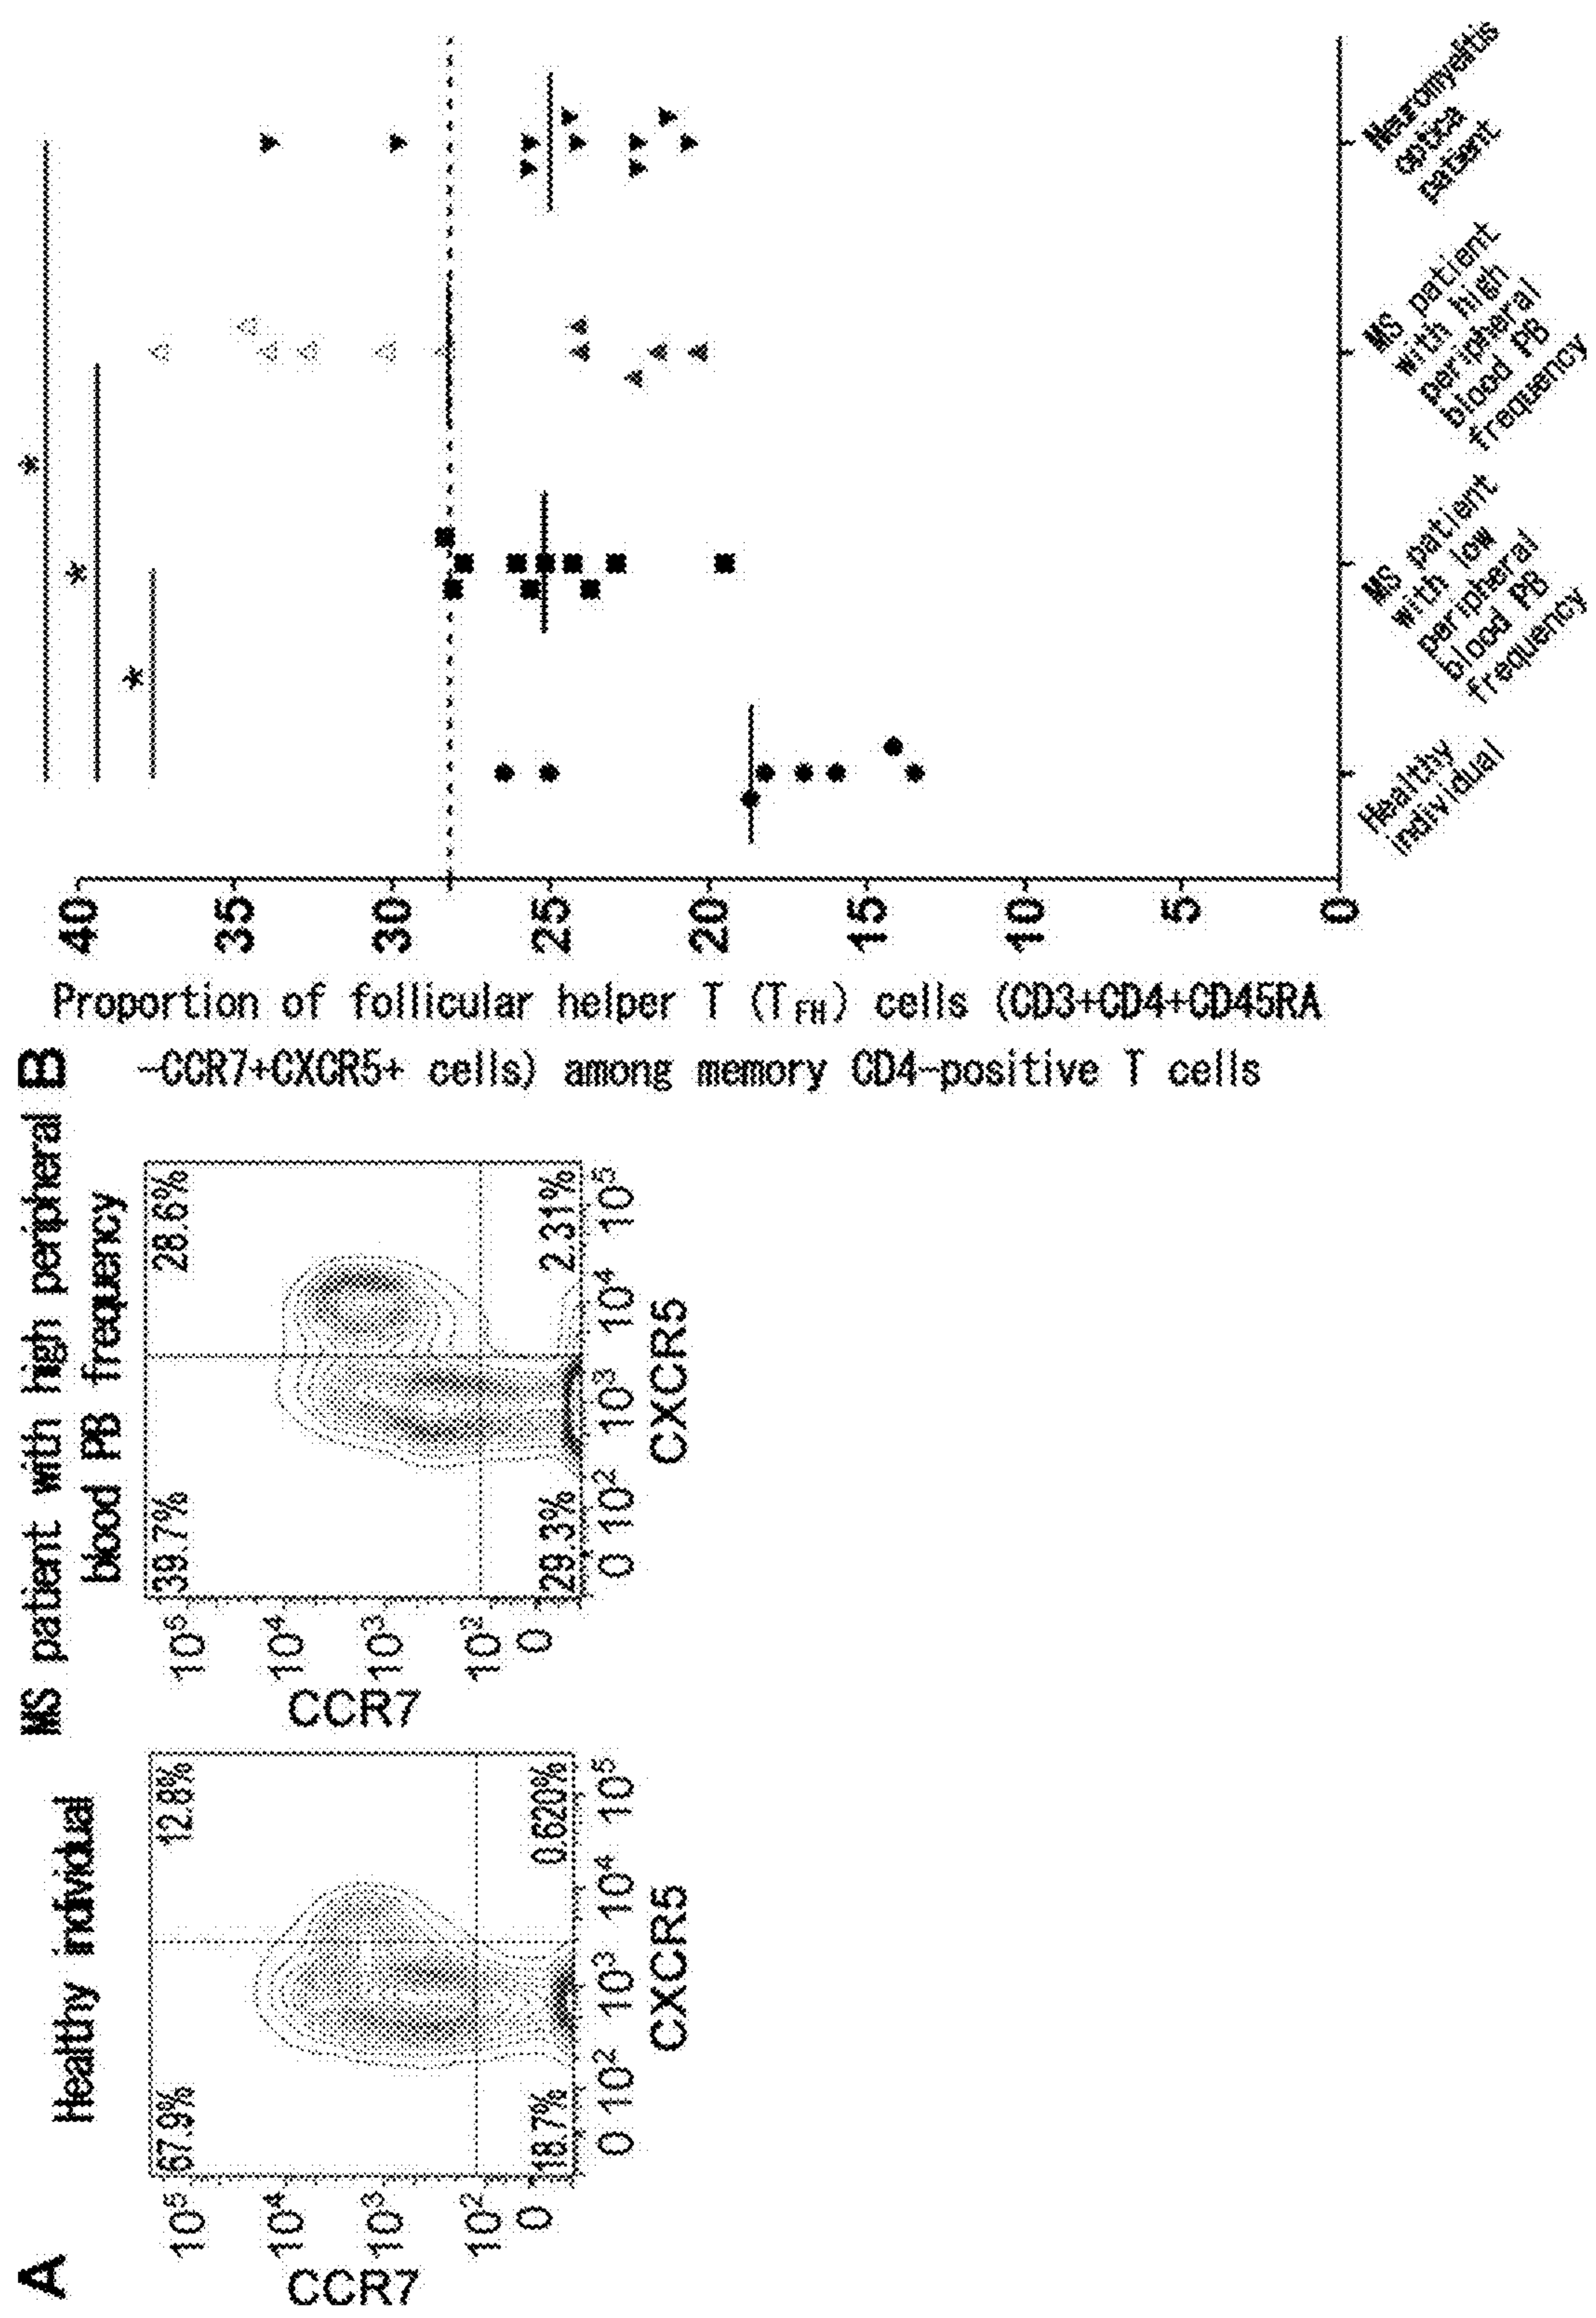 A
Healthy individual
67.9%
12.8%
18.7%
0.620%
10⁵
10⁴
10³
10²
0
CCR7
0 10² 10³ 10⁴ 10⁵
CXCR5
MS patient with high peripheral
blood PB frequency
39.7%
28.6%
29.3%
2.31%
10⁵
10⁴
10³
10²
0
CCR7
0 10² 10³ 10⁴ 10⁵
CXCR5
B
Proportion of follicular helper T (T FH) cells (CD3+CD4+CD45RA
-CCR7+CXCR5+ cells) among memory CD4-positive T cells
40
35
30
25
20
15
10
5
0
*
*
*
Healthy
individual
MS patient
with low
peripheral
blood PB
frequency
MS patient
with high
peripheral
blood PB
frequency
Neuromyelitis
optica
patient